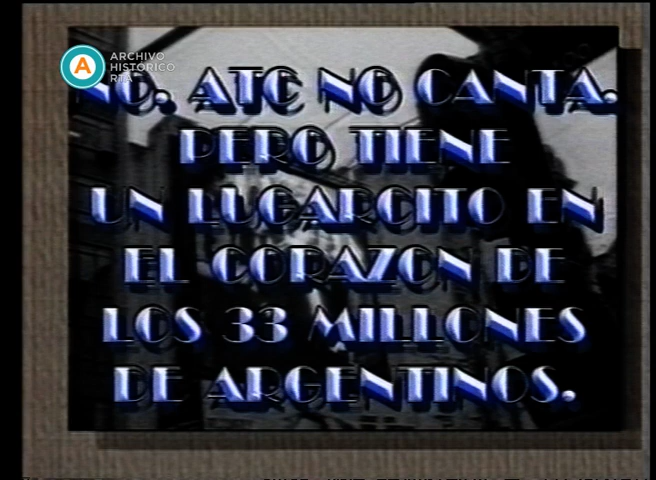 ARCHIVO
HISTÓRICO
RTA
NO. ATC NO CANTA.
PERO TIENE
UN LUGARCITO EN
EL CORAZON DE
LOS 33 MILLONES
DE ARGENTINOS.